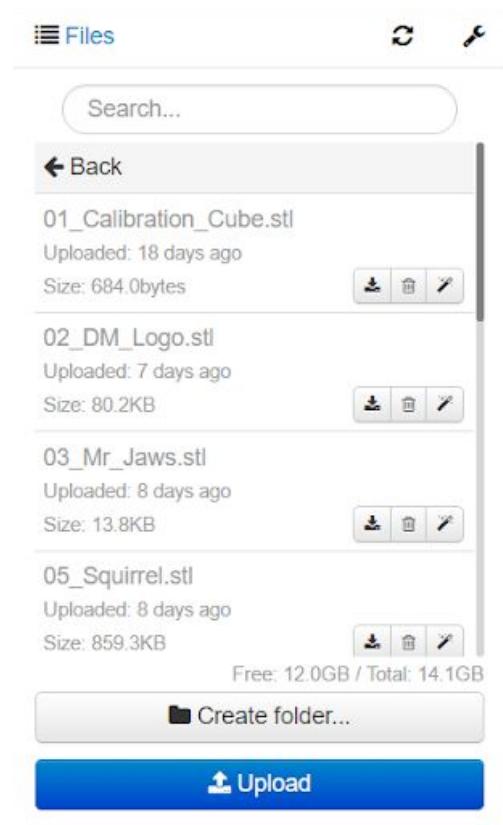 Files
Search...
Back
01_Calibration_Cube.stl
Uploaded: 18 days ago
Size: 684.0bytes
02_DM_Logo.stl
Uploaded: 7 days ago
Size: 80.2KB
03_Mr_Jaws.stl
Uploaded: 8 days ago
Size: 13.8KB
05_Squirrel.stl
Uploaded: 8 days ago
Size: 859.3KB
Free: 12.0GB / Total: 14.1GB
Create folder...
Upload